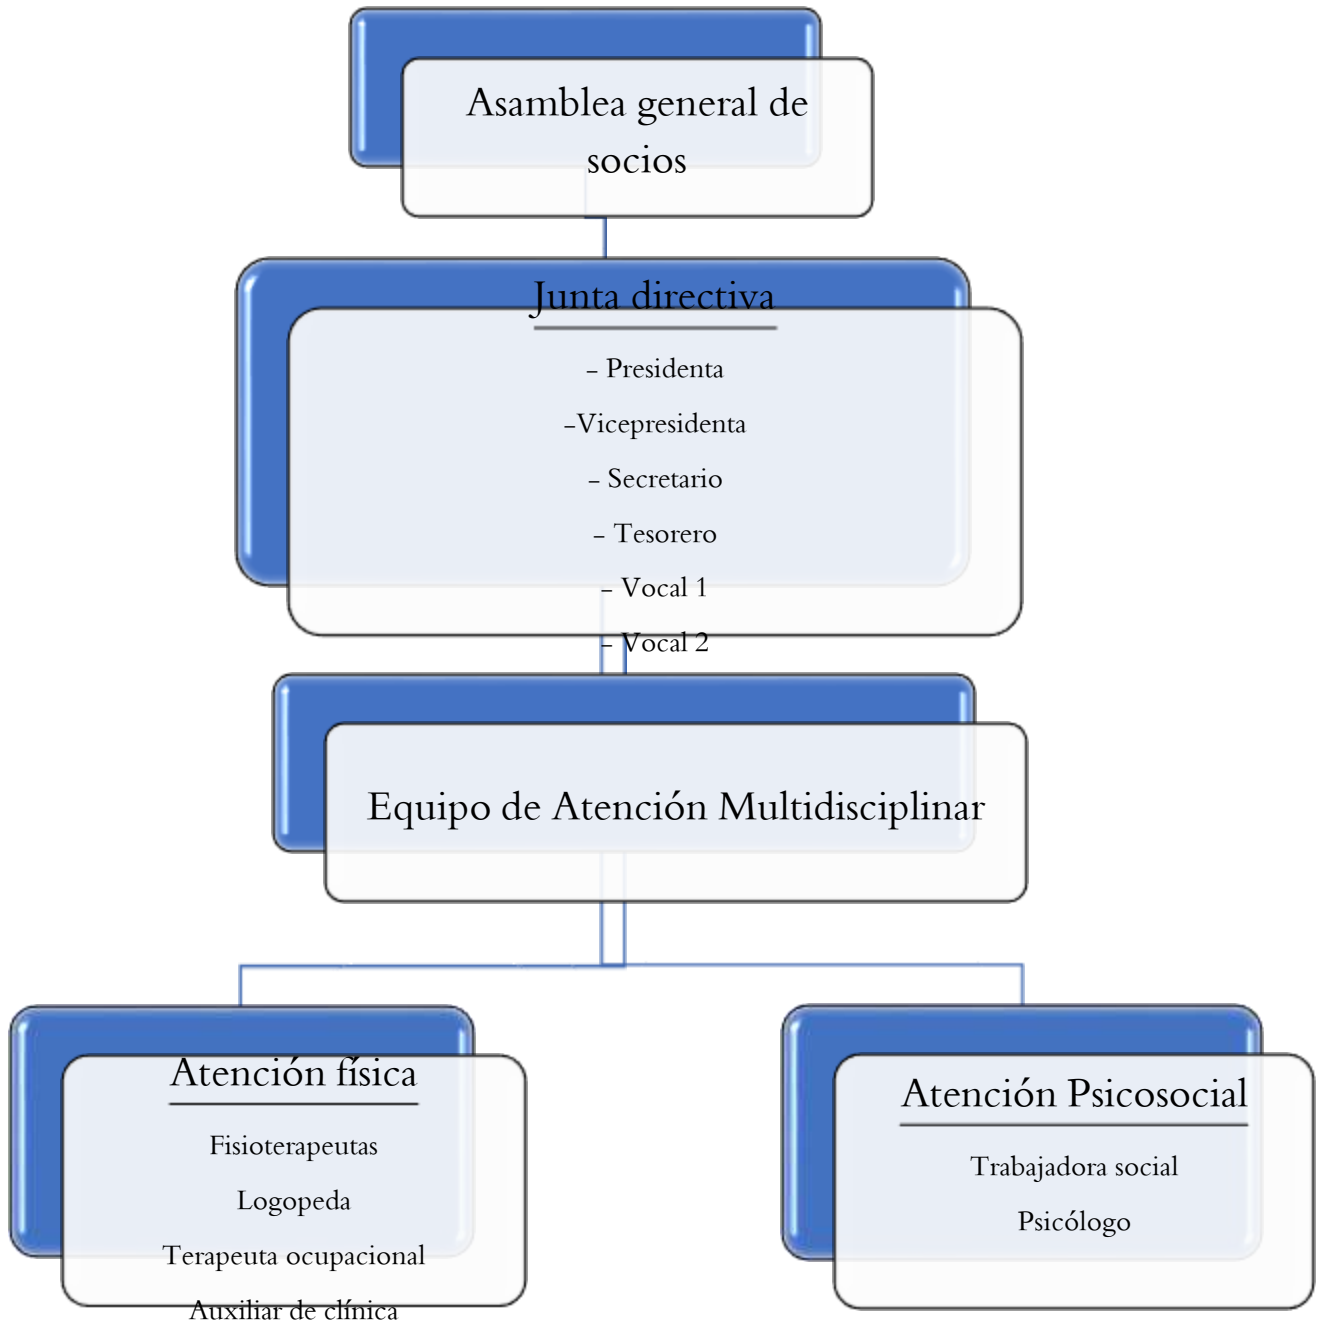 Asamblea general de
socios
Junta directiva
- Presidenta
-Vicepresidenta
- Secretario
- Tesorero
- Vocal 1
- Vocal 2
Equipo de Atención Multidisciplinar
Atención física
Fisioterapeutas
Logopeda
Terapeuta ocupacional
Auxiliar de clínica
Atención Psicosocial
Trabajadora social
Psicólogo